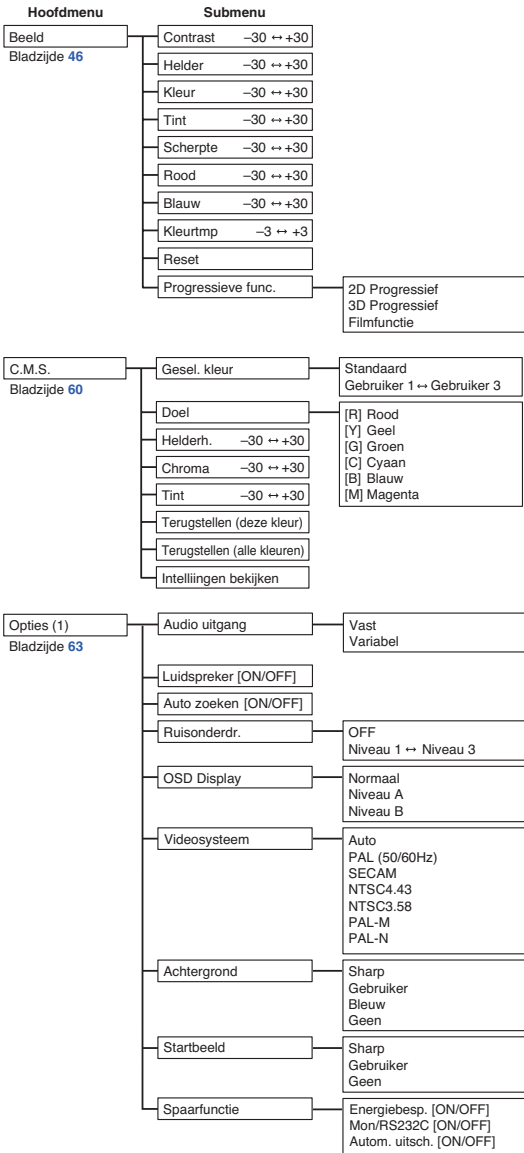 Hoofdmenu Submenu
Beeld
Bladzijde 46
Contrast –30 ↔ +30
Helder –30 ↔ +30
Kleur –30 ↔ +30
Tint –30 ↔ +30
Scherpte –30 ↔ +30
Rood –30 ↔ +30
Blauw –30 ↔ +30
Kleurtmp –3 ↔ +3
Reset
Progressieve func.
2D Progressief
3D Progressief
Filmfunctie
C.M.S.
Bladzijde 60
Gesel. kleur
Standaard
Gebruiker 1 ↔ Gebruiker 3
Doel
[R] Rood
[Y] Geel
[G] Groen
[C] Cyaan
[B] Blauw
[M] Magenta
Helderh. –30 ↔ +30
Chroma –30 ↔ +30
Tint –30 ↔ +30
Terugstellen (deze kleur)
Terugstellen (alle kleuren)
Intelliingen bekijken
Opties (1)
Bladzijde 63
Audio uitgang
Vast
Variabel
Luidspreker [ON/OFF]
Auto zoeken [ON/OFF]
Ruisonderdr.
OFF
Niveau 1 ↔ Niveau 3
OSD Display
Normaal
Niveau A
Niveau B
Videosysteem
Auto
PAL (50/60Hz)
SECAM
NTSC4.43
NTSC3.58
PAL-M
PAL-N
Achtergrond
Sharp
Gebruiker
Bleuw
Geen
Startbeeld
Sharp
Gebruiker
Geen
Spaarfunctie
Energiebesp. [ON/OFF]
Mon/RS232C [ON/OFF]
Autom. uitsch. [ON/OFF]